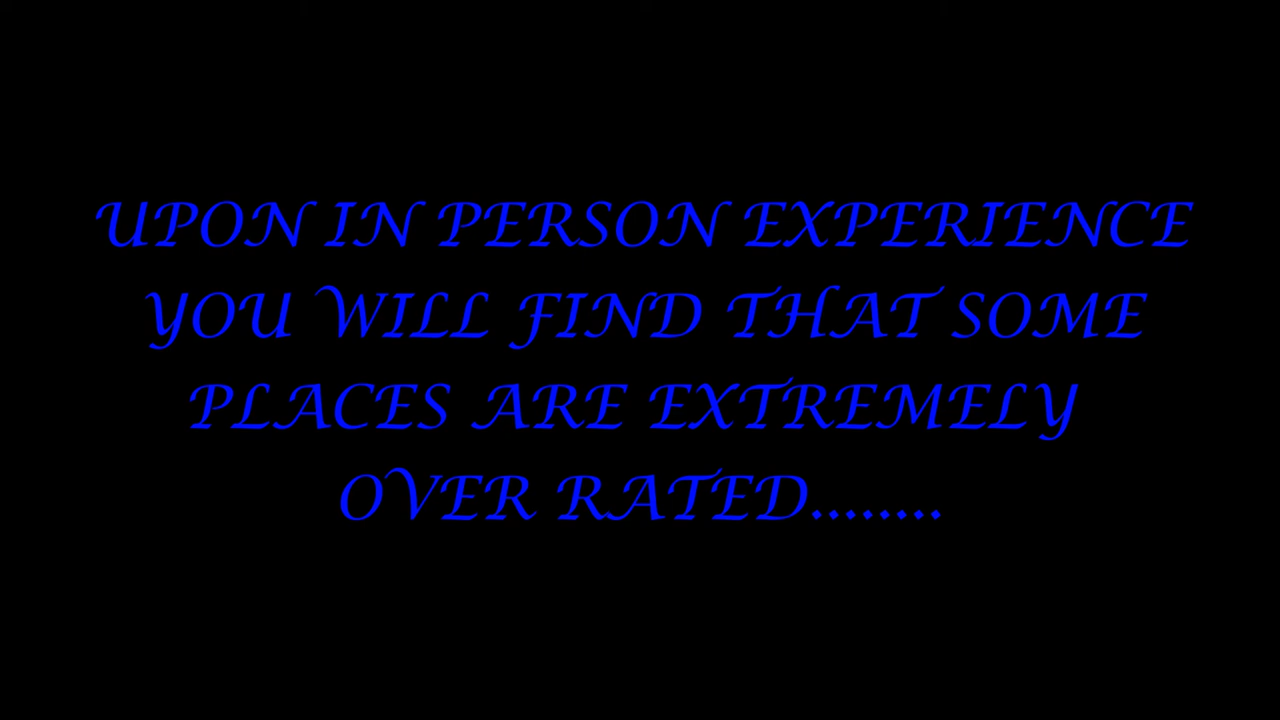 UPON IN PERSON EXPERIENCE
YOU WILL FIND THAT SOME
PLACES ARE EXTREMELY
OVER RATED........